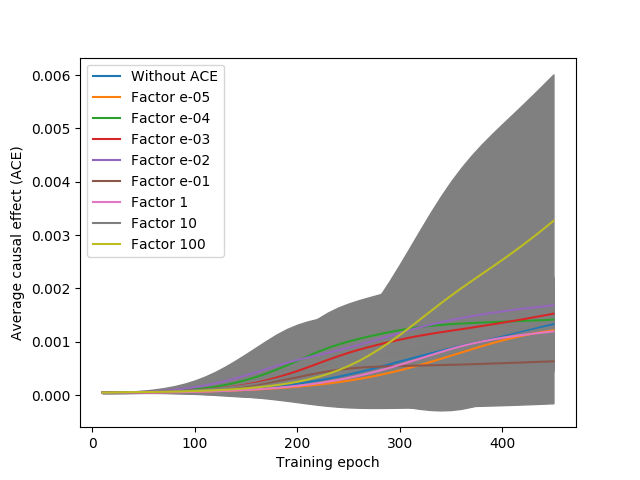 0.006
0.005
0.004
0.003
0.002
0.001
0.000
Average causal effect (ACE)
Without ACE
Factor e-05
Factor e-04
Factor e-03
Factor e-02
Factor e-01
Factor 1
Factor 10
Factor 100
0 100 200 300 400
Training epoch